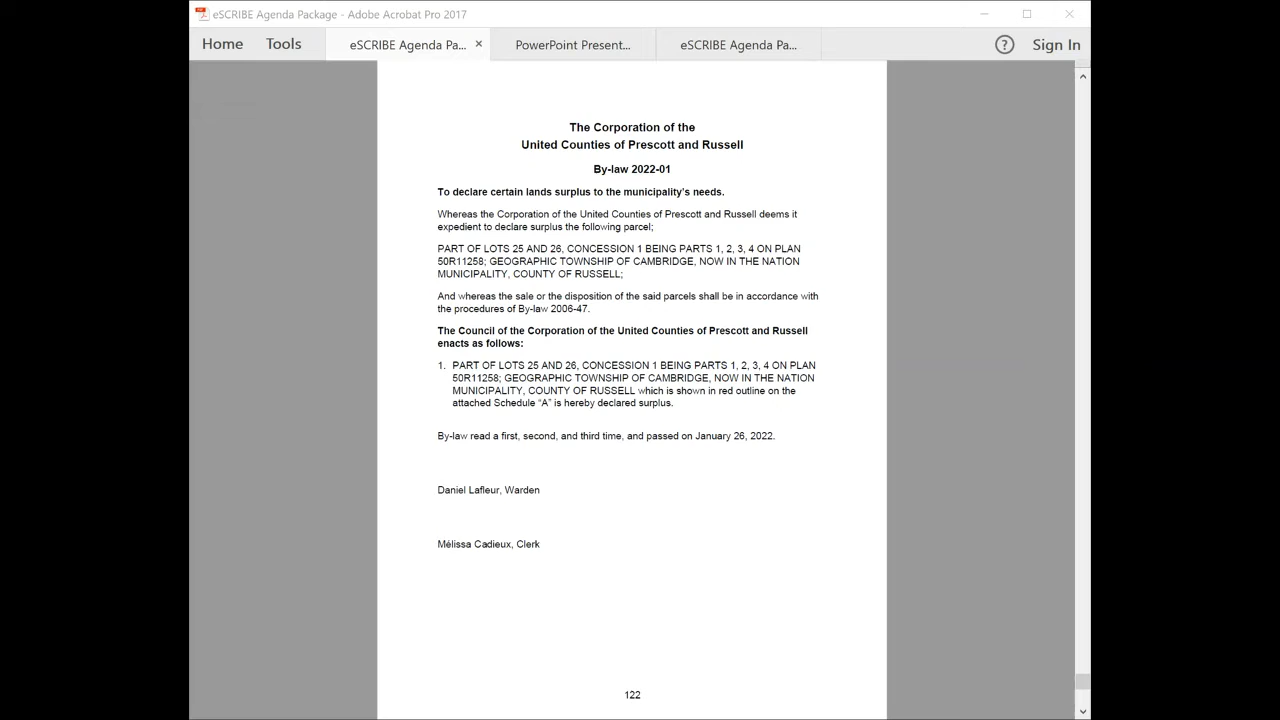 eSCRIBE Agenda Package - Adobe Acrobat Pro 2017
Home Tools eSCRIBE Agenda Pa... × PowerPoint Present... eSCRIBE Agenda Pa... ? Sign In
The Corporation of the
United Counties of Prescott and Russell
By-law 2022-01
To declare certain lands surplus to the municipality's needs.
Whereas the Corporation of the United Counties of Prescott and Russell deems it
expedient to declare surplus the following parcel;
PART OF LOTS 25 AND 26, CONCESSION 1 BEING PARTS 1, 2, 3, 4 ON PLAN
50R11258; GEOGRAPHIC TOWNSHIP OF CAMBRIDGE, NOW IN THE NATION
MUNICIPALITY, COUNTY OF RUSSELL;
And whereas the sale or the disposition of the said parcels shall be in accordance with
the procedures of By-law 2006-47.
The Council of the Corporation of the United Counties of Prescott and Russell
enacts as follows:
1. PART OF LOTS 25 AND 26, CONCESSION 1 BEING PARTS 1, 2, 3, 4 ON PLAN
50R11258; GEOGRAPHIC TOWNSHIP OF CAMBRIDGE, NOW IN THE NATION
MUNICIPALITY, COUNTY OF RUSSELL which is shown in red outline on the
attached Schedule “A” is hereby declared surplus.
By-law read a first, second, and third time, and passed on January 26, 2022.
Daniel Lafleur, Warden
Mélissa Cadieux, Clerk
122